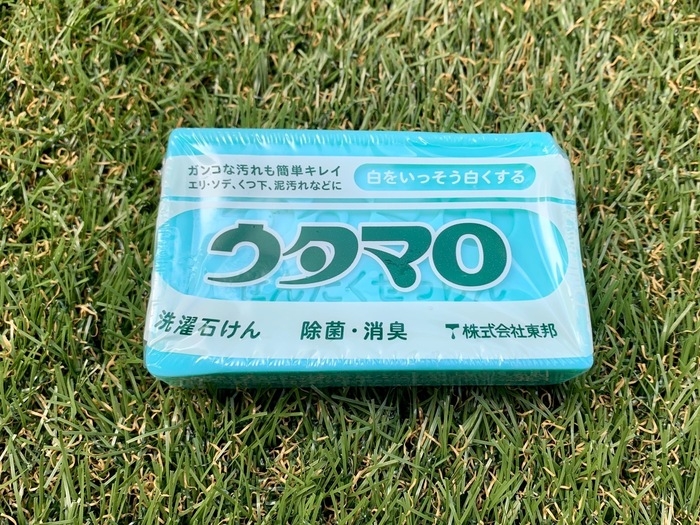 ガンコな汚れも簡単キレイ
エリ・ソデ、くつ下、泥汚れなどに
白をいっそう白くする
ウタマロ
洗濯石けん 除菌・消臭 株式会社東邦